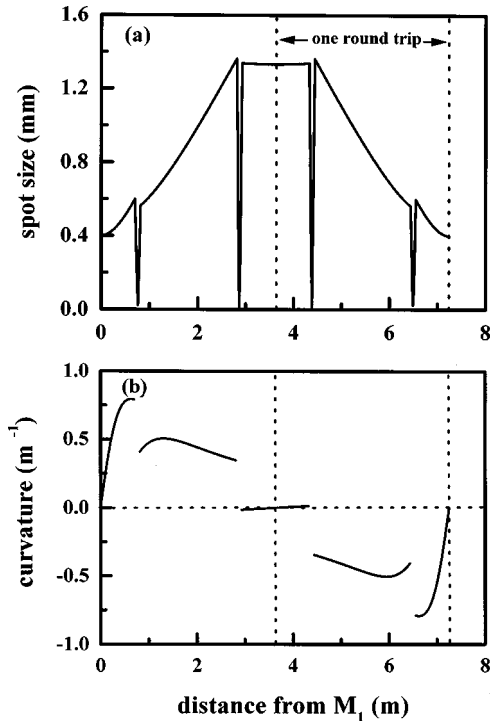 1.6
(a)
one round trip
1.2
0.8
0.4
0.0
spot size (mm)
0 2 4 6 8
1.0
(b)
0.5
0.0
-0.5
-1.0
curvature (m⁻¹)
0 2 4 6 8
distance from M₁ (m)